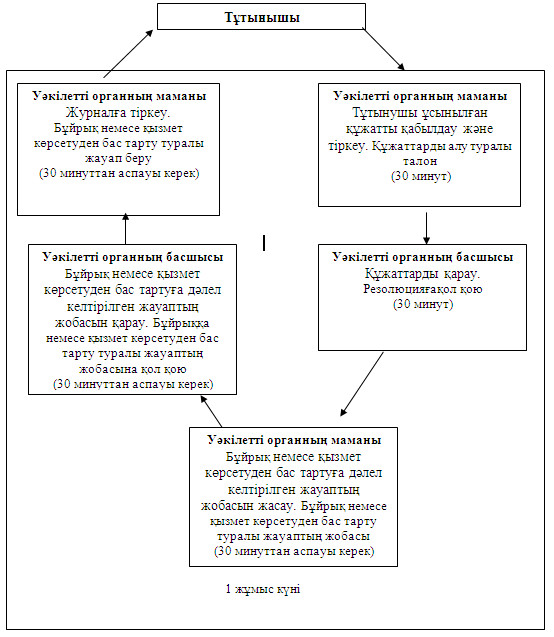 Тұтынышы
Уәкілетті органның маманы
Журналға тіркеу.
Бұйрық немесе қызмет
көрсетуден бас тарту туралы
жауап беру
(30 минуттан аспауы керек)
Уәкілетті органның маманы
Тұтынушы ұсынылған
құжатты қабылдау және
тіркеу. Құжаттарды алу туралы
талон
(30 минут)
Уәкілетті органның басшысы
Бұйрық немесе қызмет
көрсетуден бас тартуға дәлел
келтірілген жауаптың
жобасын қарау. Бұйрыққа
немесе қызмет көрсетуден бас
тарту туралы жауаптың
жобасына қол қою
(30 минуттан аспауы керек)
Уәкілетті органның басшысы
Құжаттарды қарау.
Резолюцияғақол қою
(30 минут)
Уәкілетті органның маманы
Бұйрық немесе қызмет
көрсетуден бас тартуға дәлел
келтірілген жауаптың
жобасын жасау. Бұйрық немесе
қызмет көрсетуден бас тарту
туралы жауаптың жобасы
(30 минуттан аспауы керек)
1 жұмыс күні